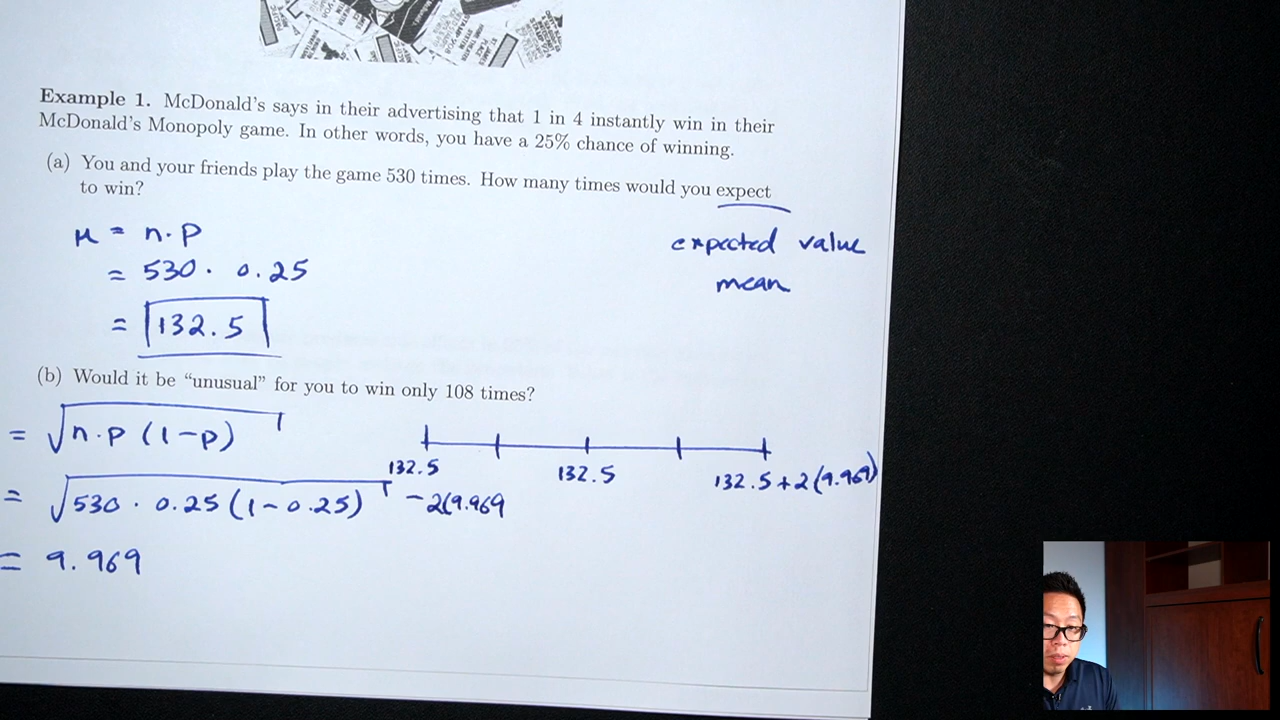 Example 1. McDonald's says in their advertising that 1 in 4 instantly win in their
McDonald's Monopoly game. In other words, you have a 25% chance of winning.
(a) You and your friends play the game 530 times. How many times would you expect
to win?
μ = n·p
= 530 · 0.25
= 132.5
expected value
mean
(b) Would it be "unusual" for you to win only 108 times?
= √n·p (1-p)
= √530 · 0.25 (1-0.25)
= 9.969
132.5
-2(9.969
132.5
132.5+2(9.969)